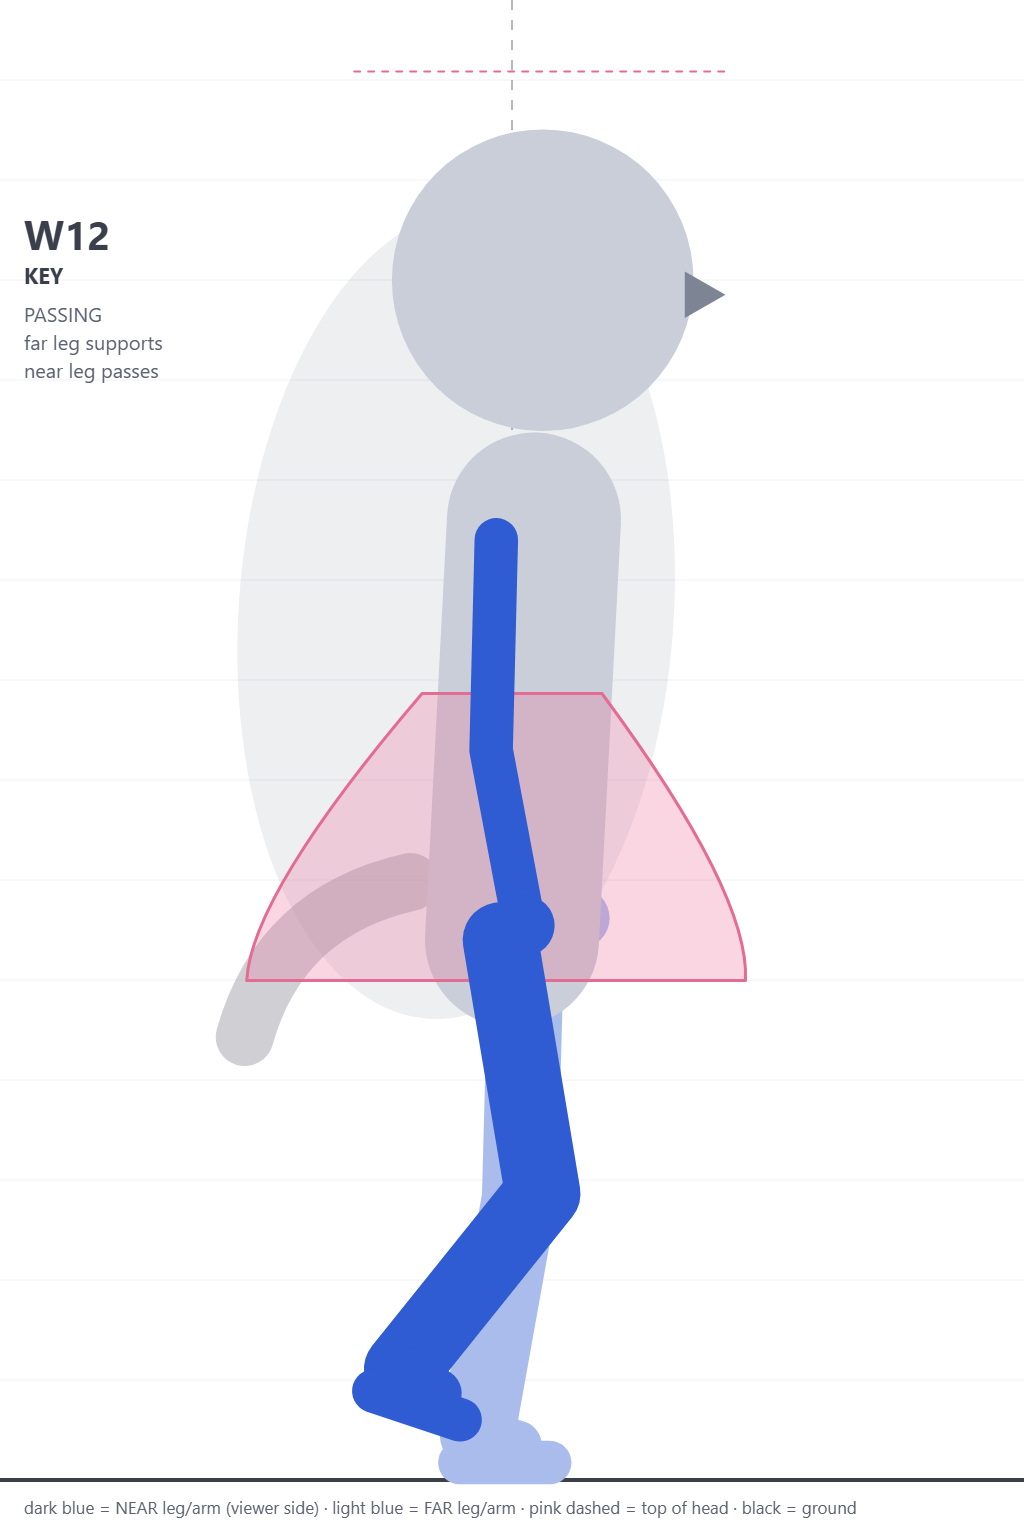 W12
KEY
PASSING
far leg supports
near leg passes
dark blue = NEAR leg/arm (viewer side) · light blue = FAR leg/arm · pink dashed = top of head · black = ground